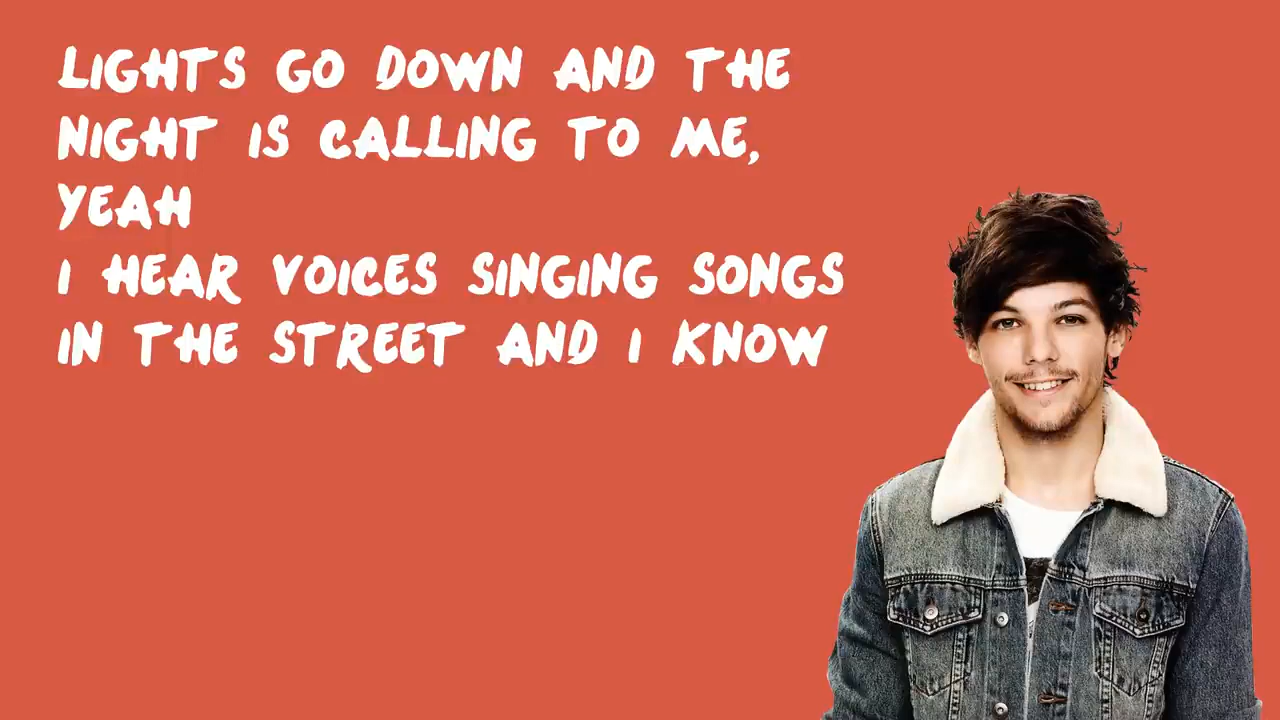 LIGHTS GO DOWN AND THE
NIGHT IS CALLING TO ME,
YEAH
I HEAR VOICES SINGING SONGS
IN THE STREET AND I KNOW